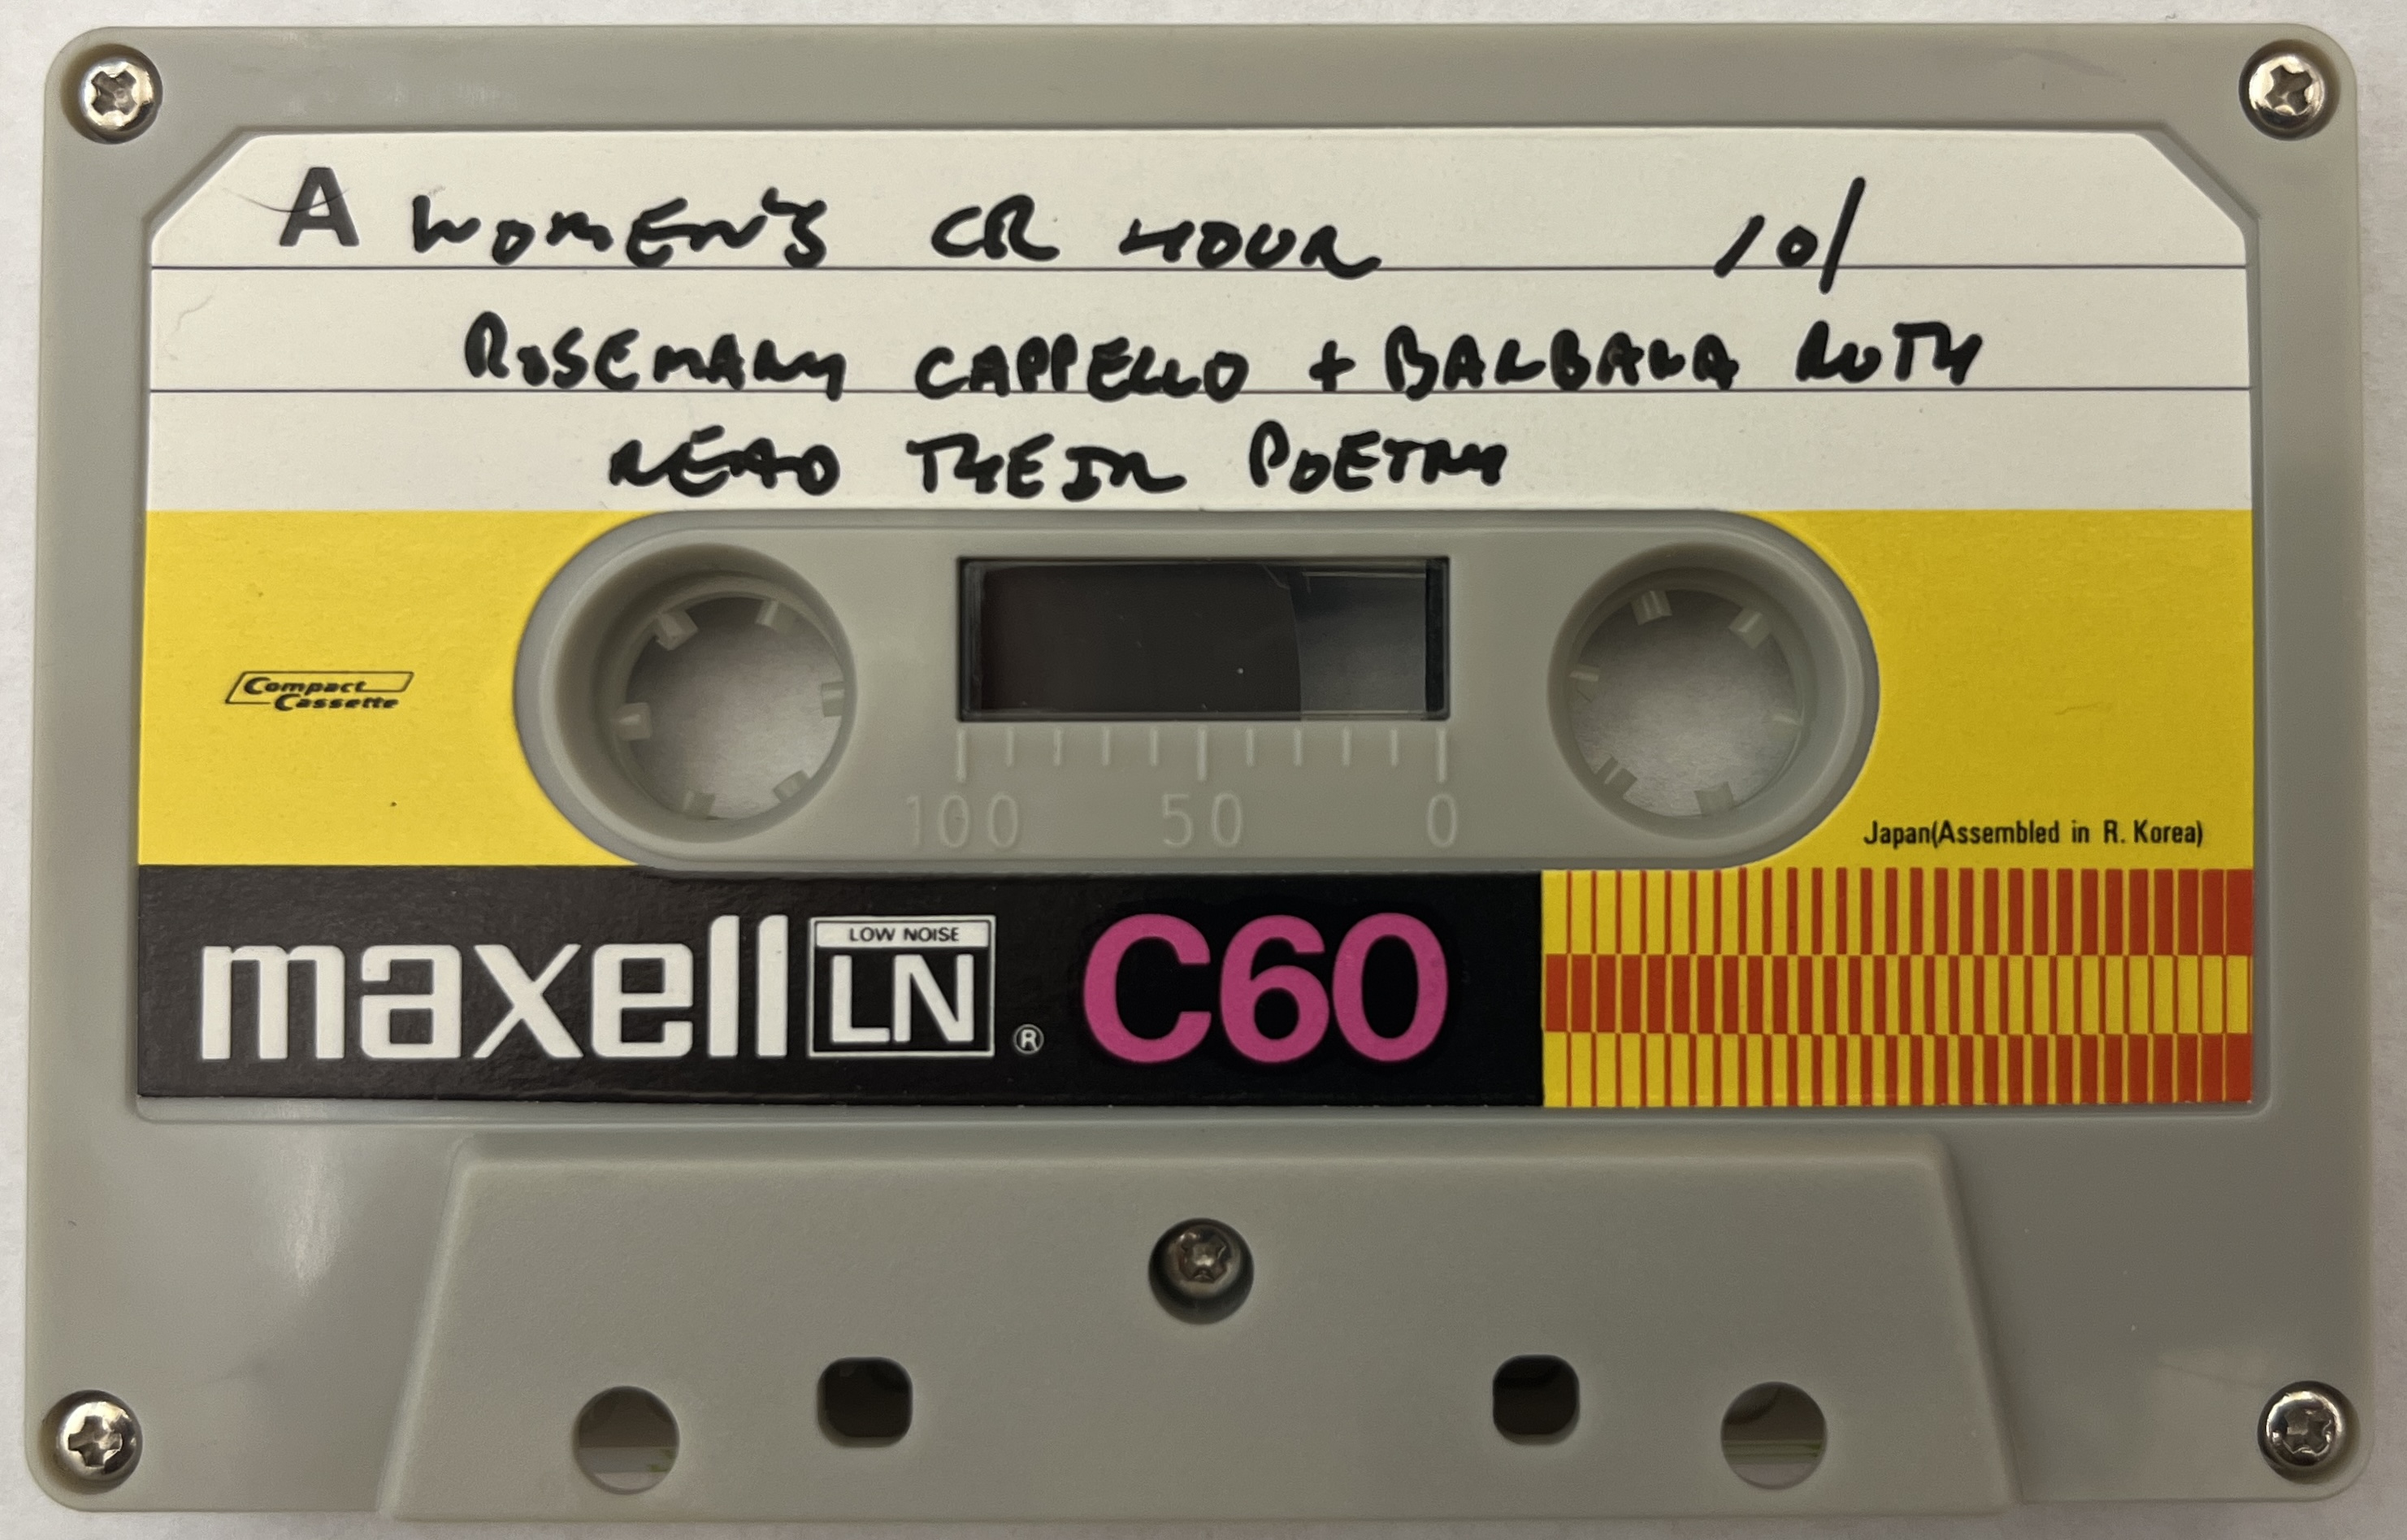 A WOMEN'S CR HOUR 10/
ROSEMARY CAPPELLO + BARBARA RUTH
READ THEIR POETRY
Compact
Cassette
100 50 0
Japan(Assembled in R. Korea)
maxell LOW NOISE LN ® C60